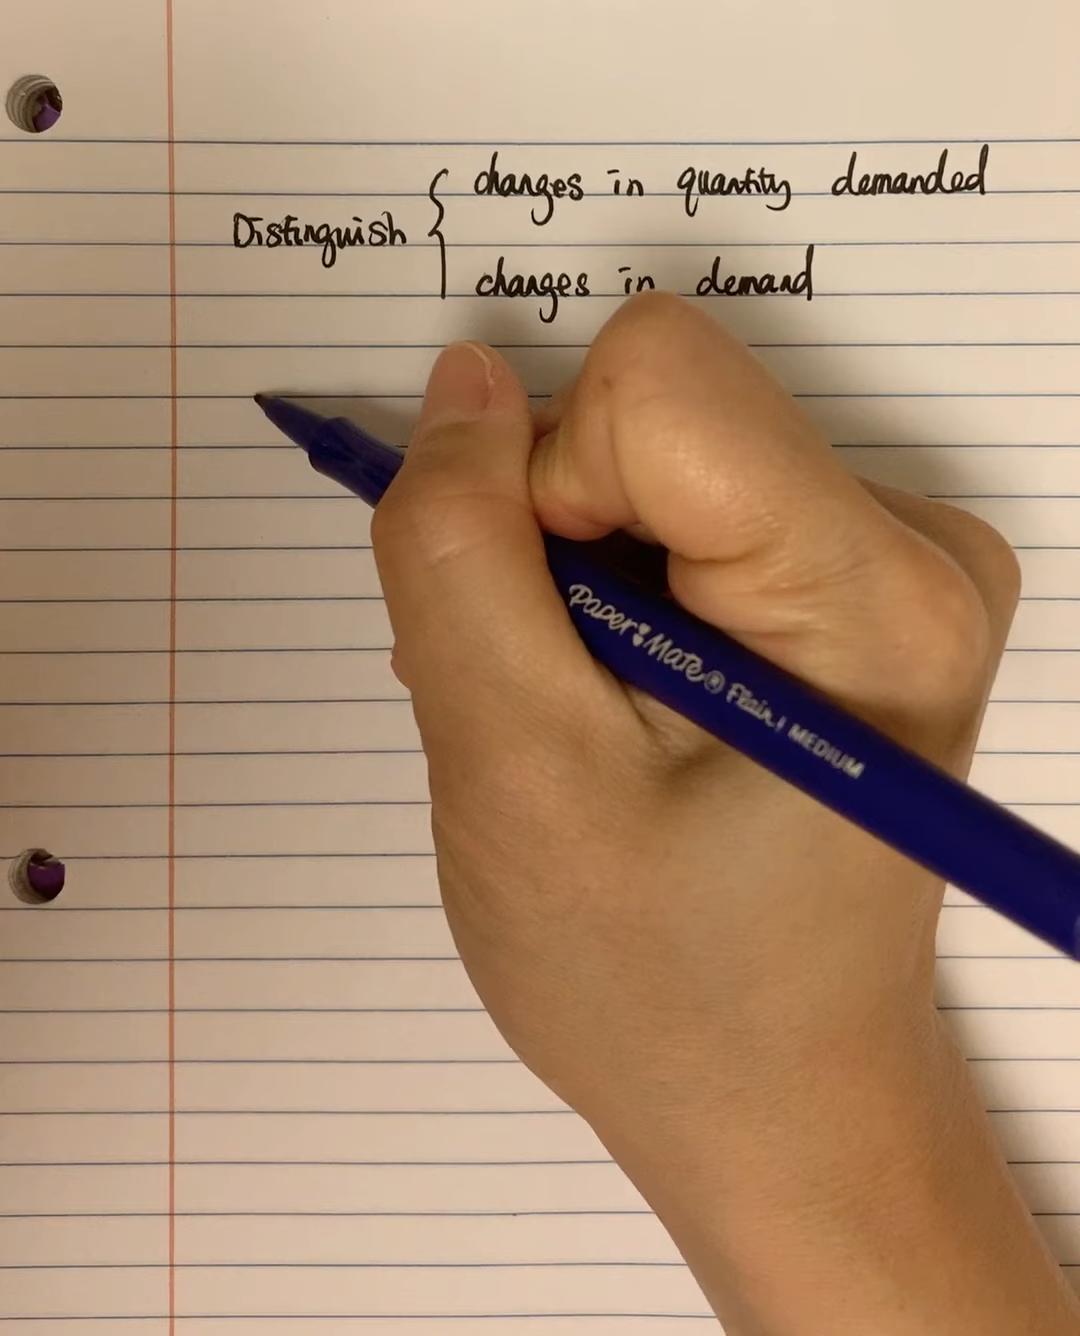 changes in quantity demanded
Distinguish {
changes in demand
Paper Mate® Flair | MEDIUM